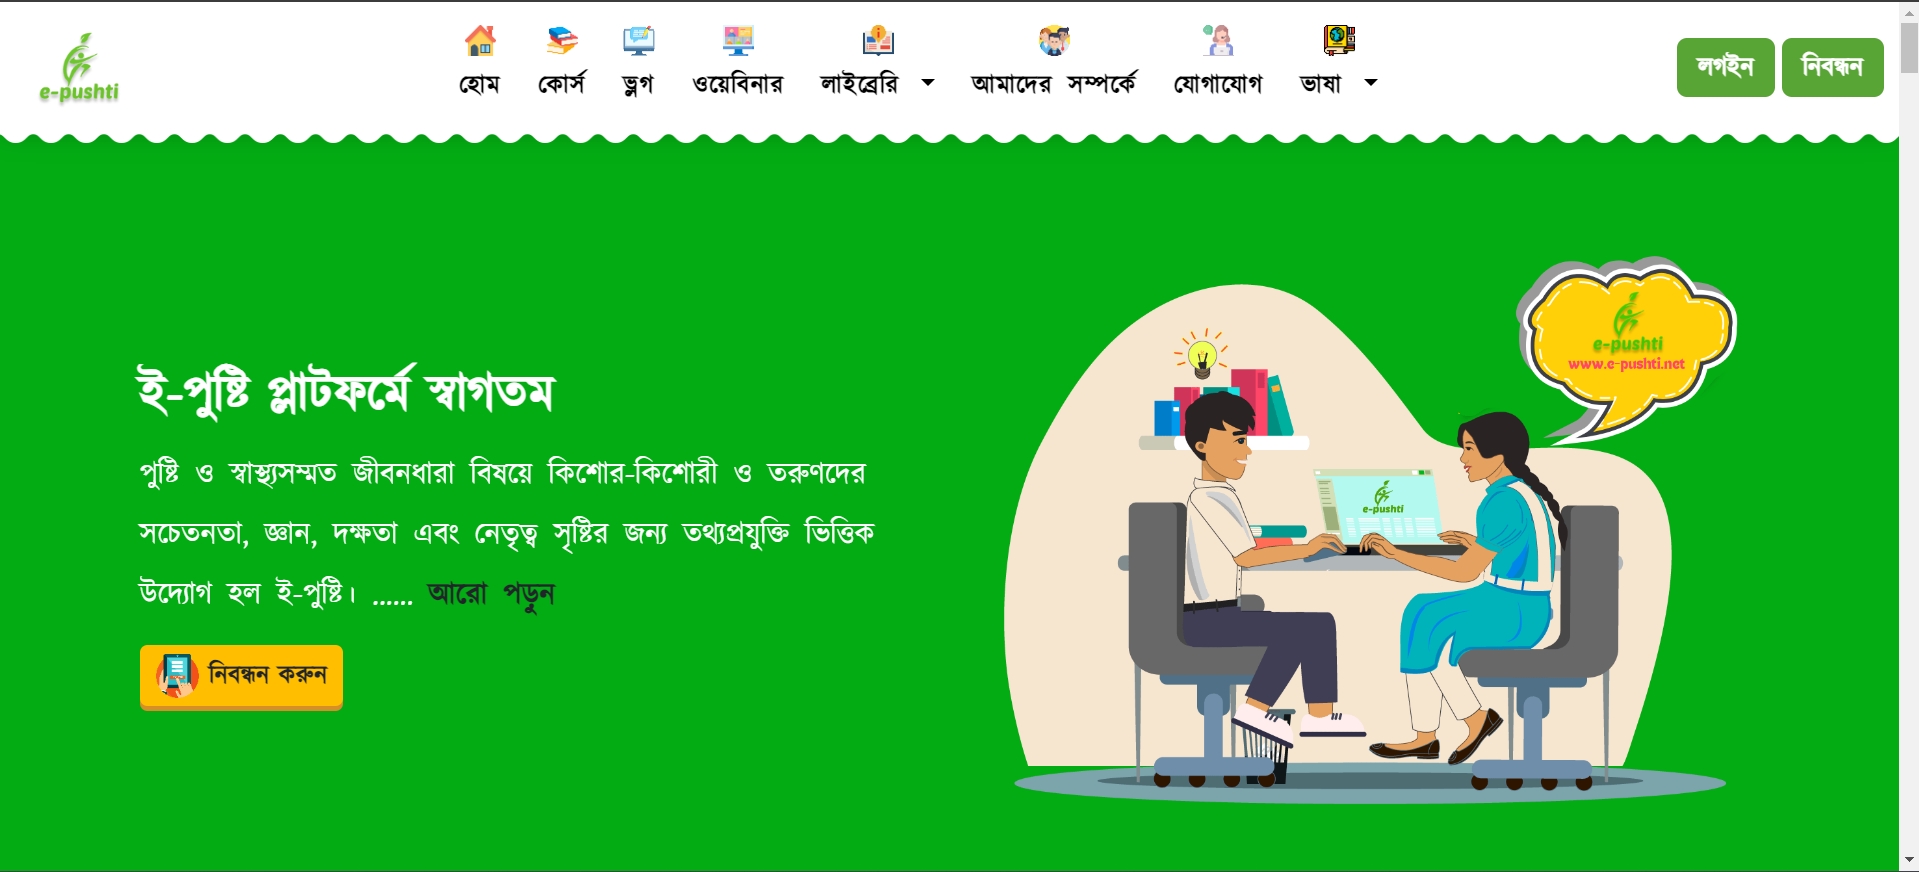 e-pushti
হোম
কোর্স
ভ্লগ
ওয়েবিনার
লাইব্রেরি
আমাদের সম্পর্কে
যোগাযোগ
ভাষা
লগইন
নিবন্ধন
ই-পুষ্টি প্লাটফর্মে স্বাগতম
পুষ্টি ও স্বাস্থ্যসম্মত জীবনধারা বিষয়ে কিশোর-কিশোরী ও তরুণদের
সচেতনতা, জ্ঞান, দক্ষতা এবং নেতৃত্ব সৃষ্টির জন্য তথ্যপ্রযুক্তি ভিত্তিক
উদ্যোগ হল ই-পুষ্টি। ...... আরো পড়ুন
নিবন্ধন করুন
e-pushti
www.e-pushti.net
e-pushti